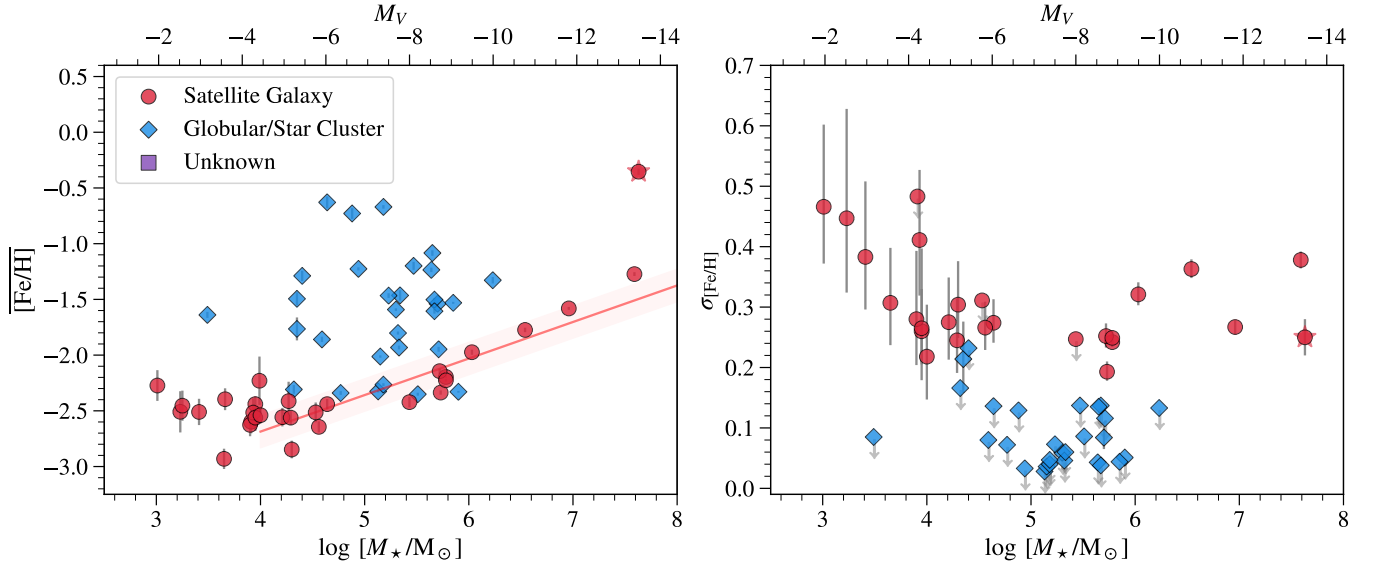 M_V
−2 −4 −6 −8 −10 −12 −14
0.5
0.0
−0.5
−1.0
−1.5
−2.0
−2.5
−3.0
[Fe/H]
Satellite Galaxy
Globular/Star Cluster
Unknown
3 4 5 6 7 8
log [M⋆/M⊙]
M_V
−2 −4 −6 −8 −10 −12 −14
0.7
0.6
0.5
0.4
0.3
0.2
0.1
0.0
σ[Fe/H]
3 4 5 6 7 8
log [M⋆/M⊙]